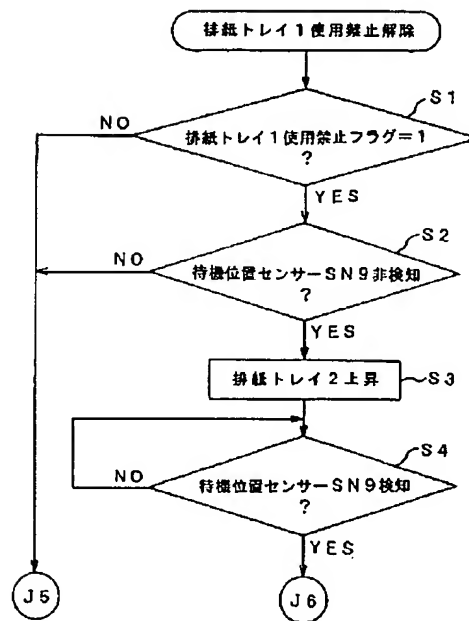 排紙トレイ1使用禁止解除
S1
NO
排紙トレイ1使用禁止フラグ=1
?
YES
S2
NO
待機位置センサーSN9非検知
?
YES
排紙トレイ2上昇
S3
S4
NO
待機位置センサーSN9検知
?
YES
J5
J6